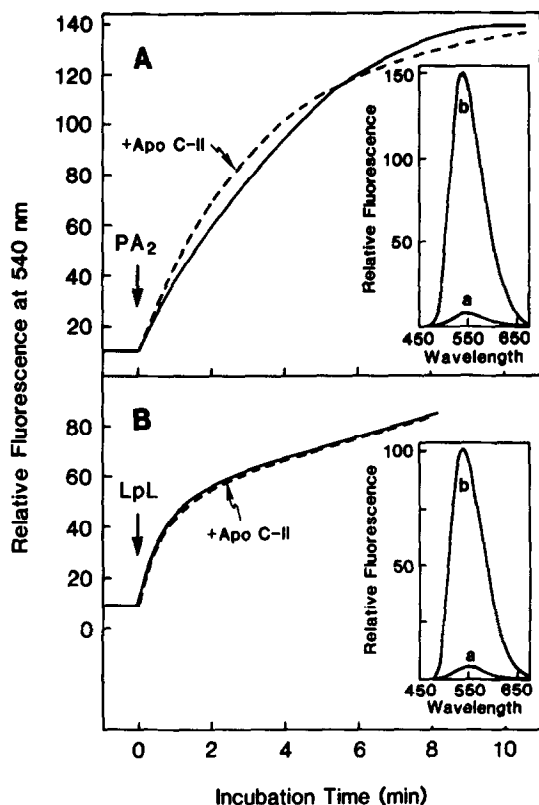 Relative Fluorescence at 540 nm
140
120
100
80
60
40
20
10
A
+Apo C-II
PA2
Relative Fluorescence
150
100
50
b
a
450
550
650
Wavelength
80
60
40
20
0
B
LpL
+Apo C-II
Relative Fluorescence
100
50
b
a
450
550
650
Wavelength
0
2
4
6
8
10
Incubation Time (min)